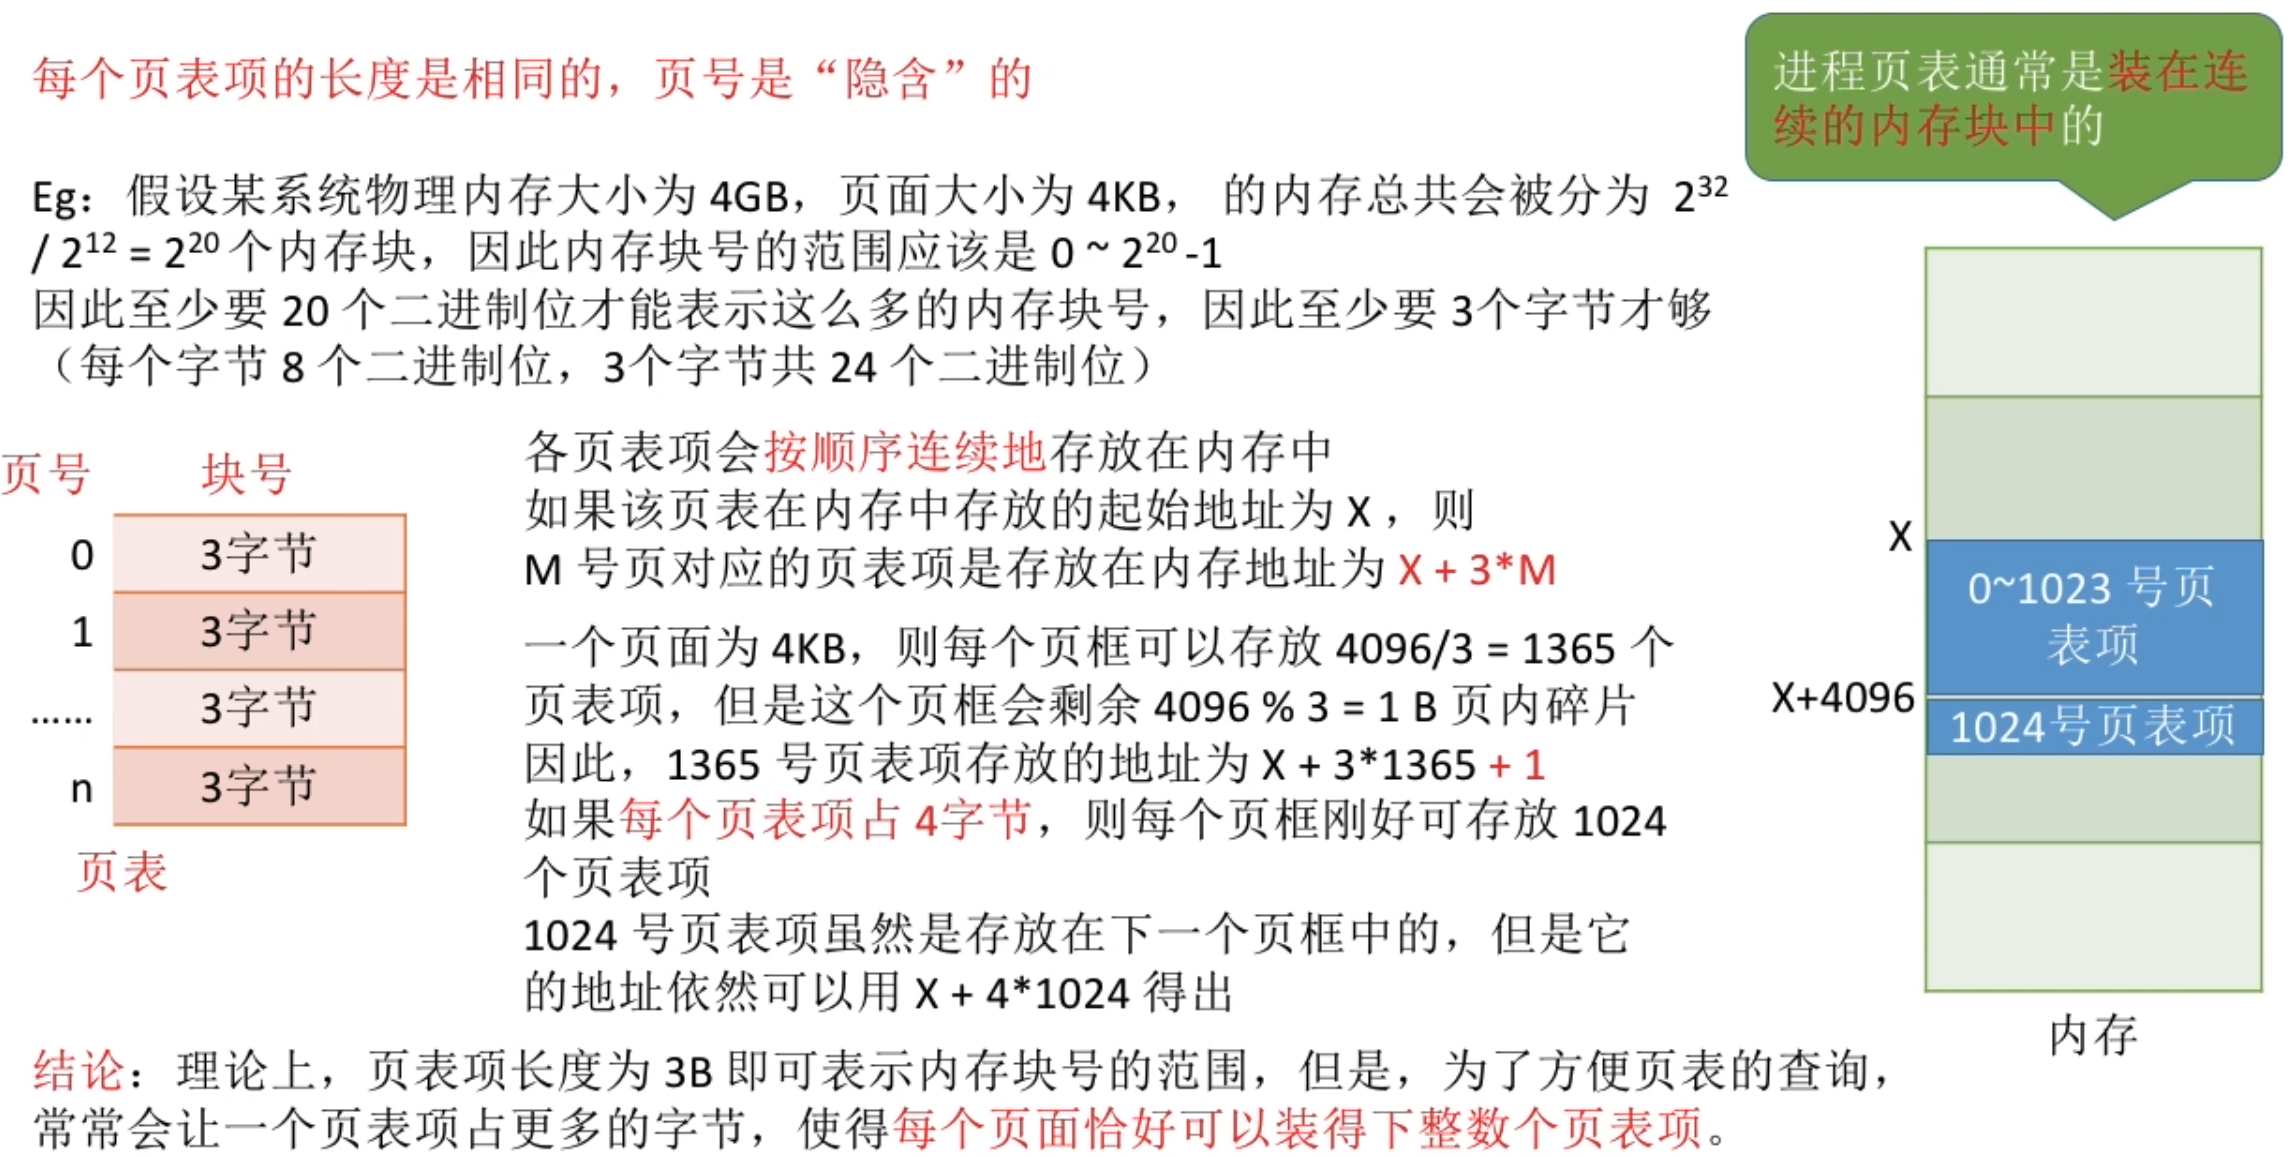 每个页表项的长度是相同的，页号是“隐含”的
进程页表通常是装在连
续的内存块中的
Eg：假设某系统物理内存大小为 4GB，页面大小为 4KB， 的内存总共会被分为 2³²
/ 2¹² = 2²⁰ 个内存块，因此内存块号的范围应该是 0 ~ 2²⁰ -1
因此至少要 20 个二进制位才能表示这么多的内存块号，因此至少要 3个字节才够
（每个字节 8 个二进制位，3个字节共 24 个二进制位）
页号 块号
0 3字节
1 3字节
...... 3字节
n 3字节
页表
各页表项会按顺序连续地存放在内存中
如果该页表在内存中存放的起始地址为 X ，则
M 号页对应的页表项是存放在内存地址为 X + 3*M
一个页面为 4KB，则每个页框可以存放 4096/3 = 1365 个
页表项，但是这个页框会剩余 4096 % 3 = 1 B 页内碎片
因此，1365 号页表项存放的地址为 X + 3*1365 + 1
如果每个页表项占 4字节，则每个页框刚好可存放 1024
个页表项
1024 号页表项虽然是存放在下一个页框中的，但是它
的地址依然可以用 X + 4*1024 得出
X
0~1023 号页
表项
X+4096
1024号页表项
内存
结论：理论上，页表项长度为 3B 即可表示内存块号的范围，但是，为了方便页表的查询，
常常会让一个页表项占更多的字节，使得每个页面恰好可以装得下整数个页表项。